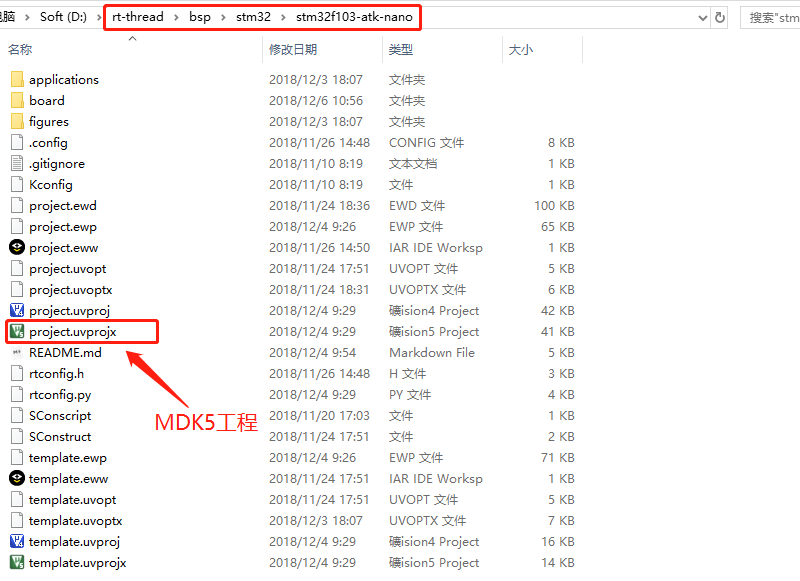 电脑 › Soft (D:) › rt-thread › bsp › stm32 › stm32f103-atk-nano 搜索"stm
名称 修改日期 类型 大小
applications 2018/12/3 18:07 文件夹
board 2018/12/6 10:56 文件夹
figures 2018/12/3 18:07 文件夹
.config 2018/11/26 14:48 CONFIG 文件 8 KB
.gitignore 2018/11/10 8:19 文本文档 1 KB
Kconfig 2018/11/10 8:19 文件 1 KB
project.ewd 2018/11/24 18:36 EWD 文件 100 KB
project.ewp 2018/12/4 9:26 EWP 文件 65 KB
project.eww 2018/11/26 14:50 IAR IDE Worksp 1 KB
project.uvopt 2018/11/24 17:51 UVOPT 文件 5 KB
project.uvoptx 2018/11/24 18:31 UVOPTX 文件 6 KB
project.uvproj 2018/12/4 9:29 礦ision4 Project 42 KB
project.uvprojx 2018/12/4 9:29 礦ision5 Project 41 KB
README.md 2018/12/4 9:54 Markdown File 5 KB
rtconfig.h 2018/11/26 14:48 H 文件 3 KB
rtconfig.py 2018/12/4 9:29 PY 文件 4 KB
SConscript 2018/11/20 17:03 文件 1 KB
MDK5工程
SConstruct 2018/11/24 17:51 文件 2 KB
template.ewp 2018/12/4 9:26 EWP 文件 71 KB
template.eww 2018/11/24 17:51 IAR IDE Worksp 1 KB
template.uvopt 2018/11/24 17:51 UVOPT 文件 5 KB
template.uvoptx 2018/12/3 18:07 UVOPTX 文件 7 KB
template.uvproj 2018/12/4 9:29 礦ision4 Project 16 KB
template.uvprojx 2018/12/4 9:29 礦ision5 Project 14 KB